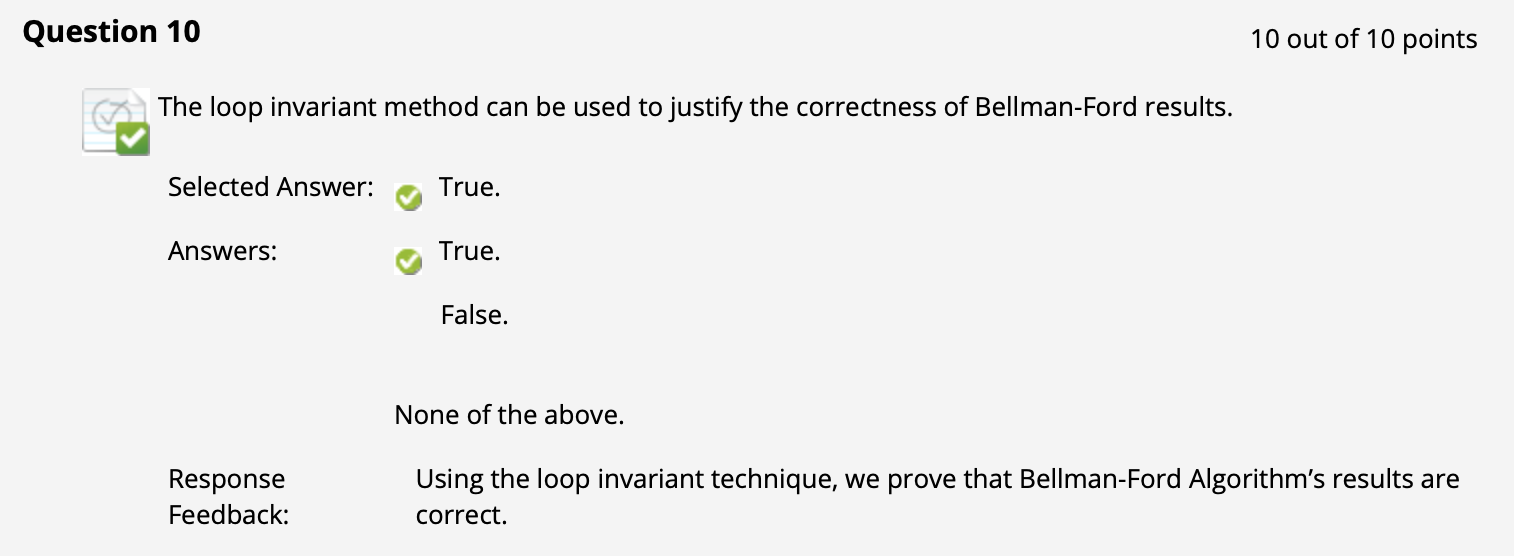 Question 10
10 out of 10 points
The loop invariant method can be used to justify the correctness of Bellman-Ford results.
Selected Answer: True.
Answers: True.
False.
None of the above.
Response Feedback:
Using the loop invariant technique, we prove that Bellman-Ford Algorithm’s results are
correct.